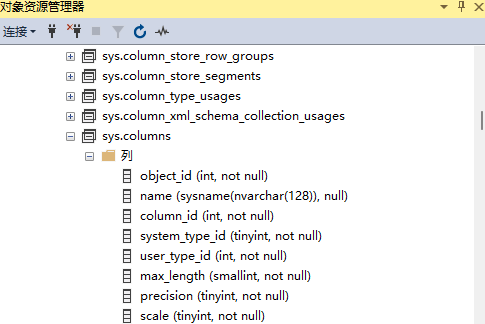 对象资源管理器
连接
sys.column_store_row_groups
sys.column_store_segments
sys.column_type_usages
sys.column_xml_schema_collection_usages
sys.columns
列
object_id (int, not null)
name (sysname(nvarchar(128)), null)
column_id (int, not null)
system_type_id (tinyint, not null)
user_type_id (int, not null)
max_length (smallint, not null)
precision (tinyint, not null)
scale (tinyint, not null)